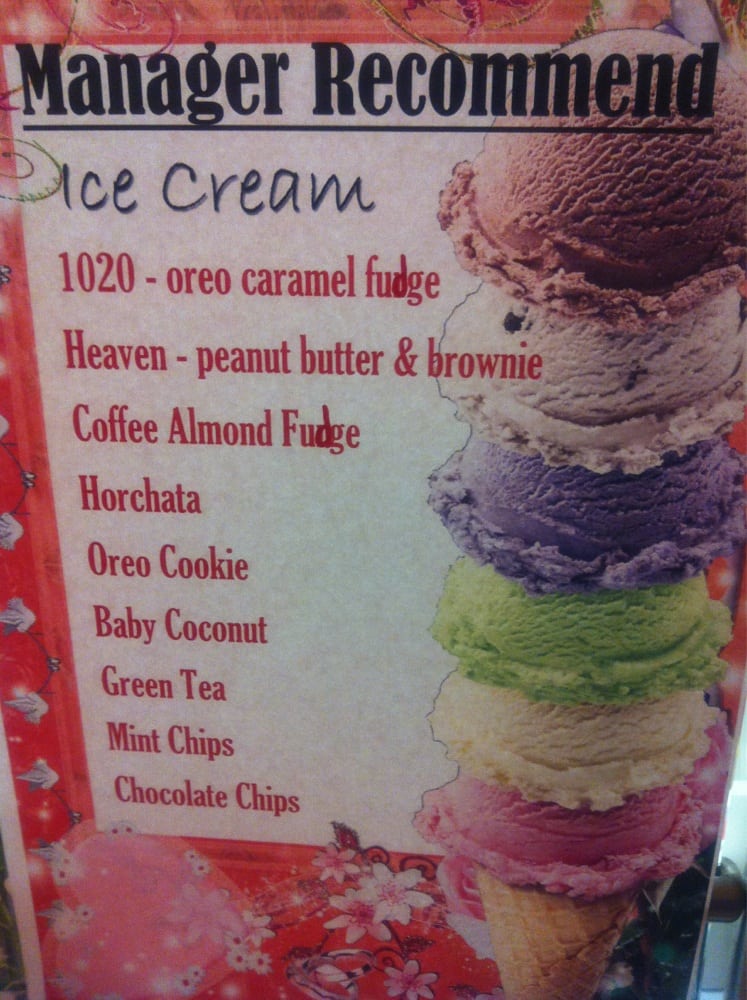 Manager Recommend
Ice Cream
1020 - oreo caramel fudge
Heaven - peanut butter & brownie
Coffee Almond Fudge
Horchata
Oreo Cookie
Baby Coconut
Green Tea
Mint Chips
Chocolate Chips